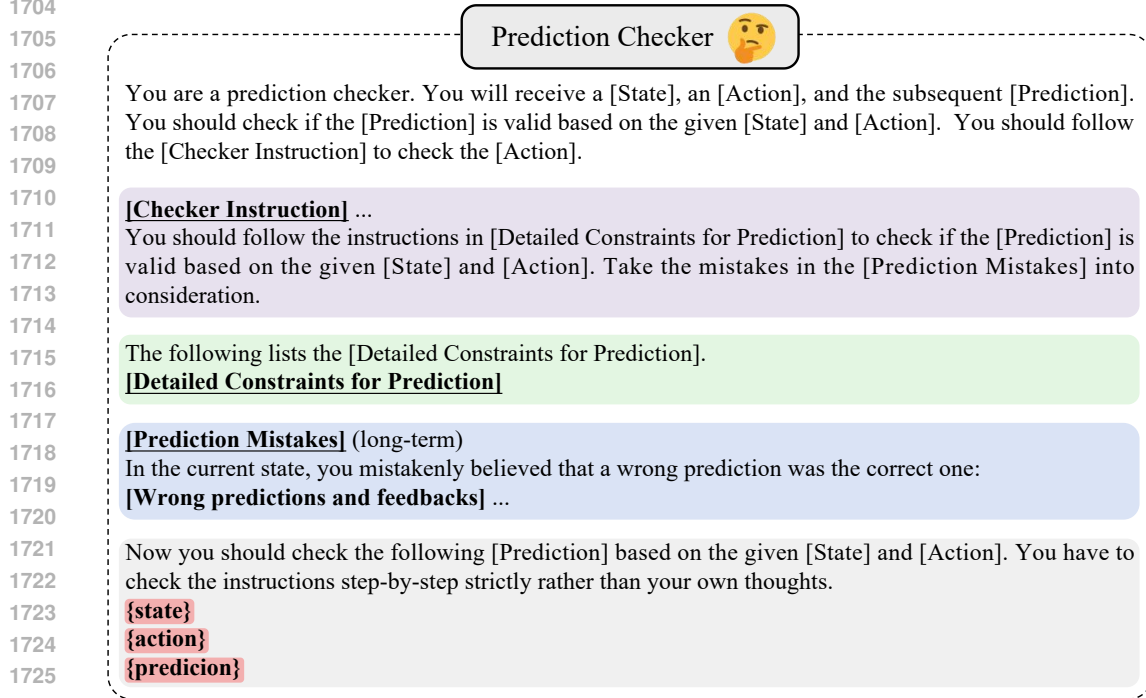 1704
Prediction Checker
1705
1706
1707 You are a prediction checker. You will receive a [State], an [Action], and the subsequent [Prediction].
1708 You should check if the [Prediction] is valid based on the given [State] and [Action]. You should follow
1709 the [Checker Instruction] to check the [Action].
1710 [Checker Instruction] ...
1711 You should follow the instructions in [Detailed Constraints for Prediction] to check if the [Prediction] is
1712 valid based on the given [State] and [Action]. Take the mistakes in the [Prediction Mistakes] into
1713 consideration.
1714
1715 The following lists the [Detailed Constraints for Prediction].
1716 [Detailed Constraints for Prediction]
1717
1718 [Prediction Mistakes] (long-term)
1719 In the current state, you mistakenly believed that a wrong prediction was the correct one:
1720 [Wrong predictions and feedbacks] ...
1721 Now you should check the following [Prediction] based on the given [State] and [Action]. You have to
1722 check the instructions step-by-step strictly rather than your own thoughts.
1723 {state}
1724 {action}
1725 {predicion}